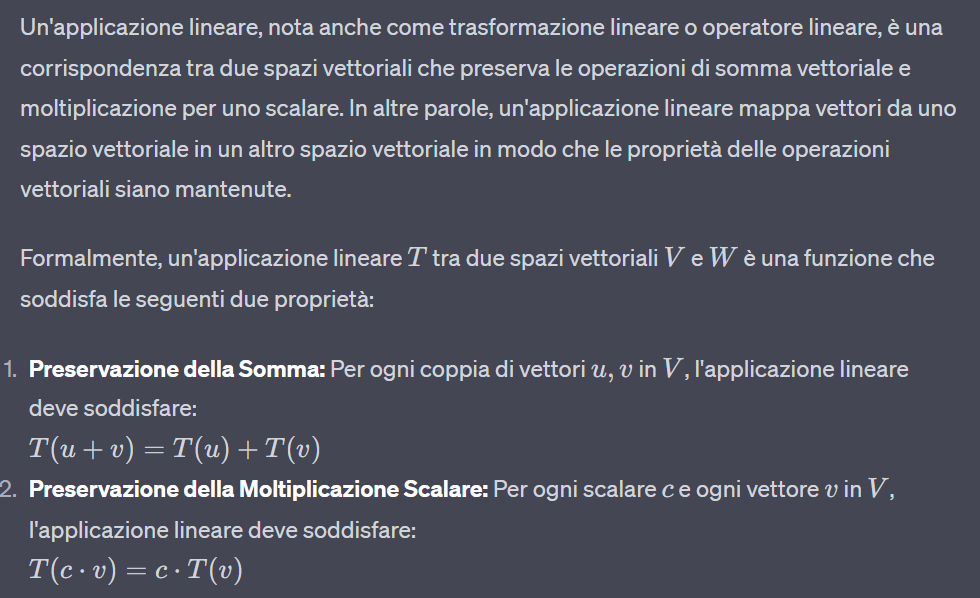 Un'applicazione lineare, nota anche come trasformazione lineare o operatore lineare, è una
corrispondenza tra due spazi vettoriali che preserva le operazioni di somma vettoriale e
moltiplicazione per uno scalare. In altre parole, un'applicazione lineare mappa vettori da uno
spazio vettoriale in un altro spazio vettoriale in modo che le proprietà delle operazioni
vettoriali siano mantenute.
Formalmente, un'applicazione lineare T tra due spazi vettoriali V e W è una funzione che
soddisfa le seguenti due proprietà:
1. Preservazione della Somma: Per ogni coppia di vettori u, v in V, l'applicazione lineare
deve soddisfare:
T(u + v) = T(u) + T(v)
2. Preservazione della Moltiplicazione Scalare: Per ogni scalare c e ogni vettore v in V,
l'applicazione lineare deve soddisfare:
T(c · v) = c · T(v)